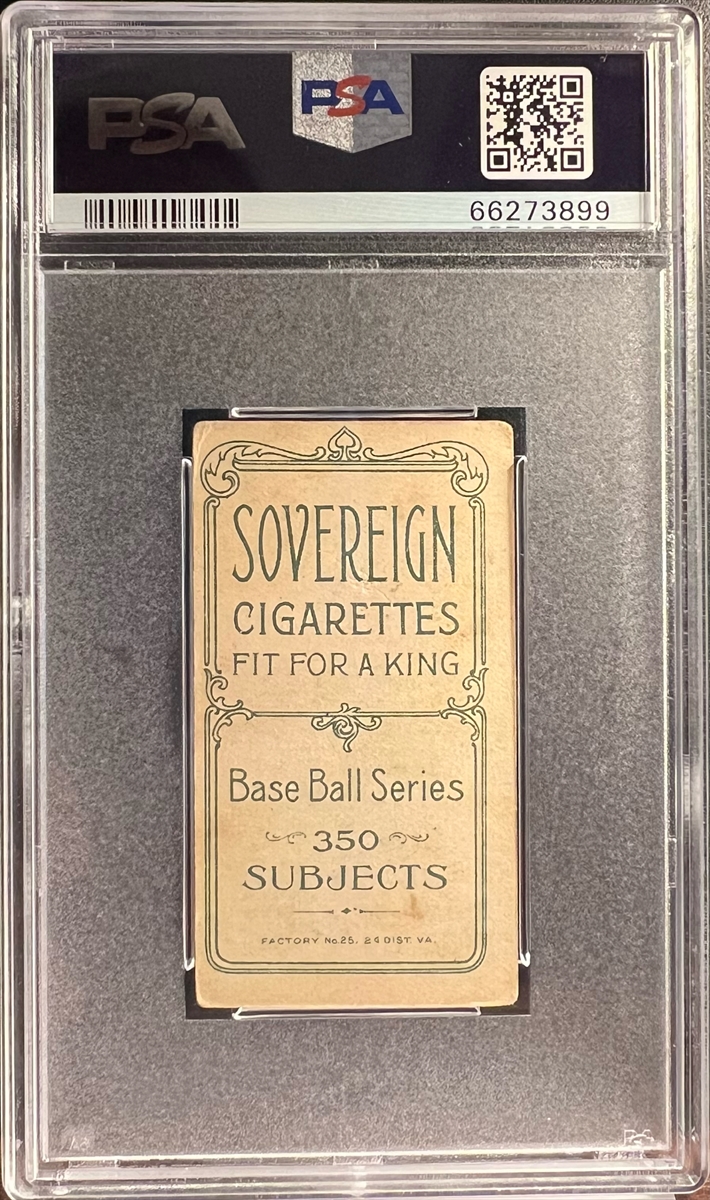 PSA
PSA
66273899
SOVEREIGN
CIGARETTES
FIT FOR A KING
Base Ball Series
350
SUBJECTS
FACTORY No. 25, 2D DIST. VA.